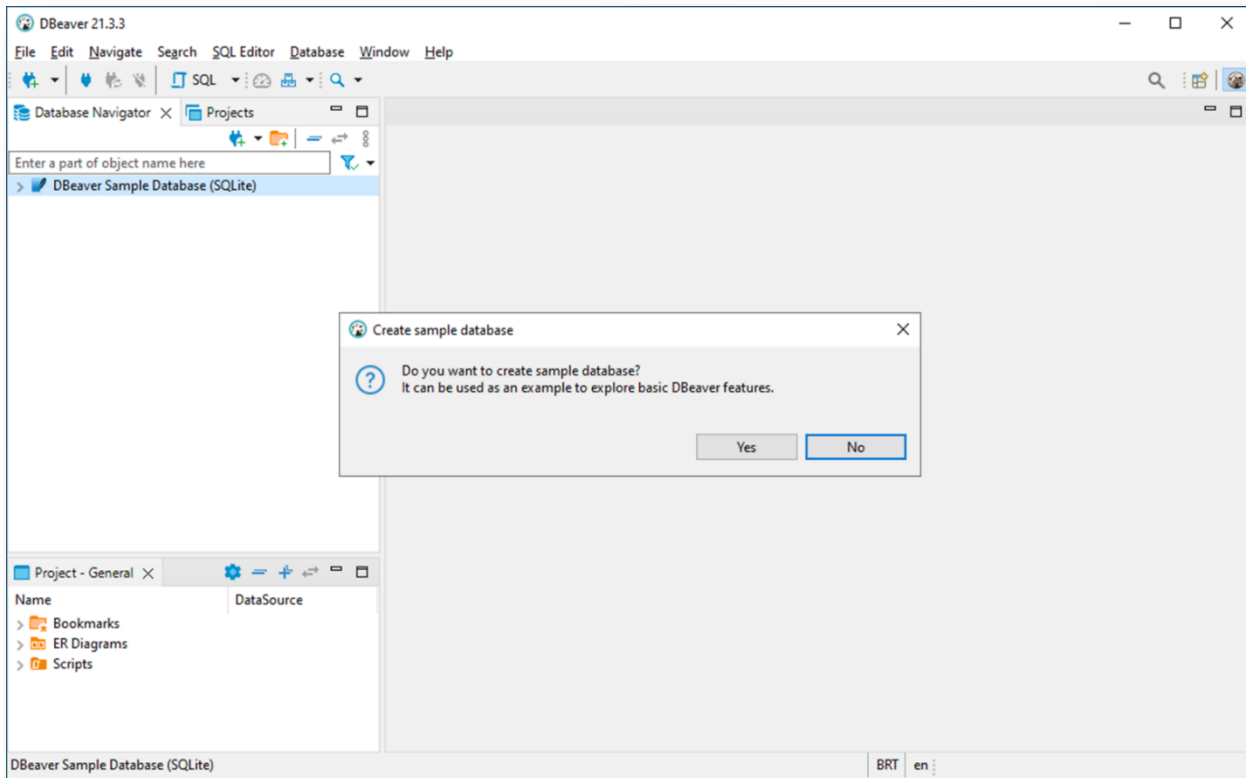 DBeaver 21.3.3
File Edit Navigate Search SQL Editor Database Window Help
SQL
Database Navigator Projects
Enter a part of object name here
DBeaver Sample Database (SQLite)
Create sample database
Do you want to create sample database?
It can be used as an example to explore basic DBeaver features.
Yes No
Project - General
Name DataSource
Bookmarks
ER Diagrams
Scripts
DBeaver Sample Database (SQLite) BRT en